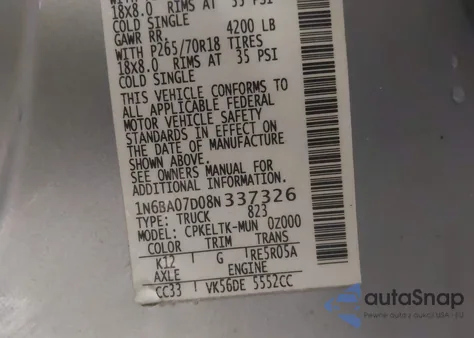 18X8.0 RIMS AT 35 PSI
COLD SINGLE
GAWR RR. 4200 LB
WITH P265/70R18 TIRES
18X8.0 RIMS AT 35 PSI
COLD SINGLE
THIS VEHICLE CONFORMS TO
ALL APPLICABLE FEDERAL
MOTOR VEHICLE SAFETY
STANDARDS IN EFFECT ON
THE DATE OF MANUFACTURE
SHOWN ABOVE.
SEE OWNERS MANUAL FOR
ADDITIONAL INFORMATION.
1N6BA07D08N337326
TYPE: TRUCK 823
MODEL: CPKELTK-MUN 0Z000
COLOR TRIM TRANS
K12 G RE5R05A
AXLE ENGINE
CC33 VK56DE 5552CC
autaSnap